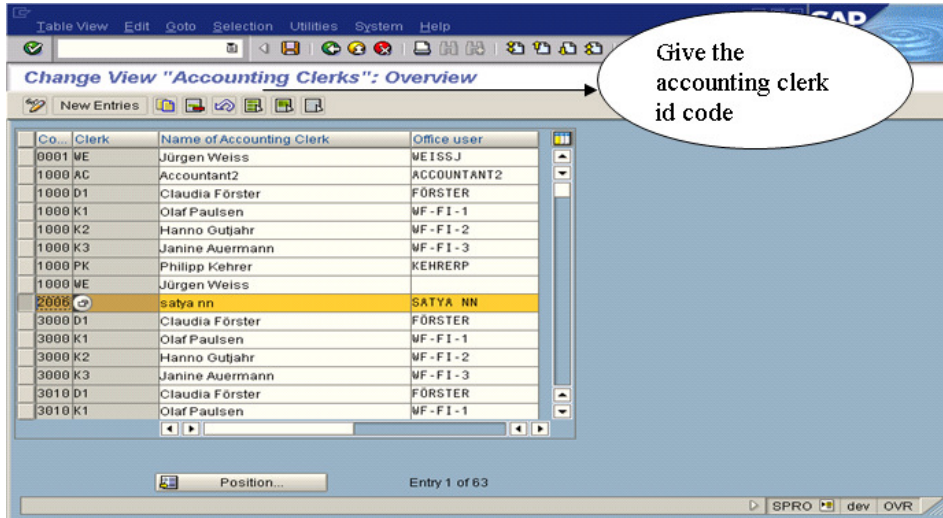 Table View Edit Goto Selection Utilities System Help
SAP
Change View "Accounting Clerks": Overview
Give the
accounting clerk
id code
New Entries
Co... Clerk Name of Accounting Clerk Office user
0001 WE Jürgen Weiss WEISSJ
1000 AC Accountant2 ACCOUNTANT2
1000 D1 Claudia Förster FÖRSTER
1000 K1 Olaf Paulsen WF-FI-1
1000 K2 Hanno Gutjahr WF-FI-2
1000 K3 Janine Auermann WF-FI-3
1000 PK Philipp Kehrer KEHRERP
1000 WE Jürgen Weiss
2006 satya nn SATYA NN
3000 D1 Claudia Förster FÖRSTER
3000 K1 Olaf Paulsen WF-FI-1
3000 K2 Hanno Gutjahr WF-FI-2
3000 K3 Janine Auermann WF-FI-3
3010 D1 Claudia Förster FÖRSTER
3010 K1 Olaf Paulsen WF-FI-1
Position... Entry 1 of 63
SPRO dev OVR